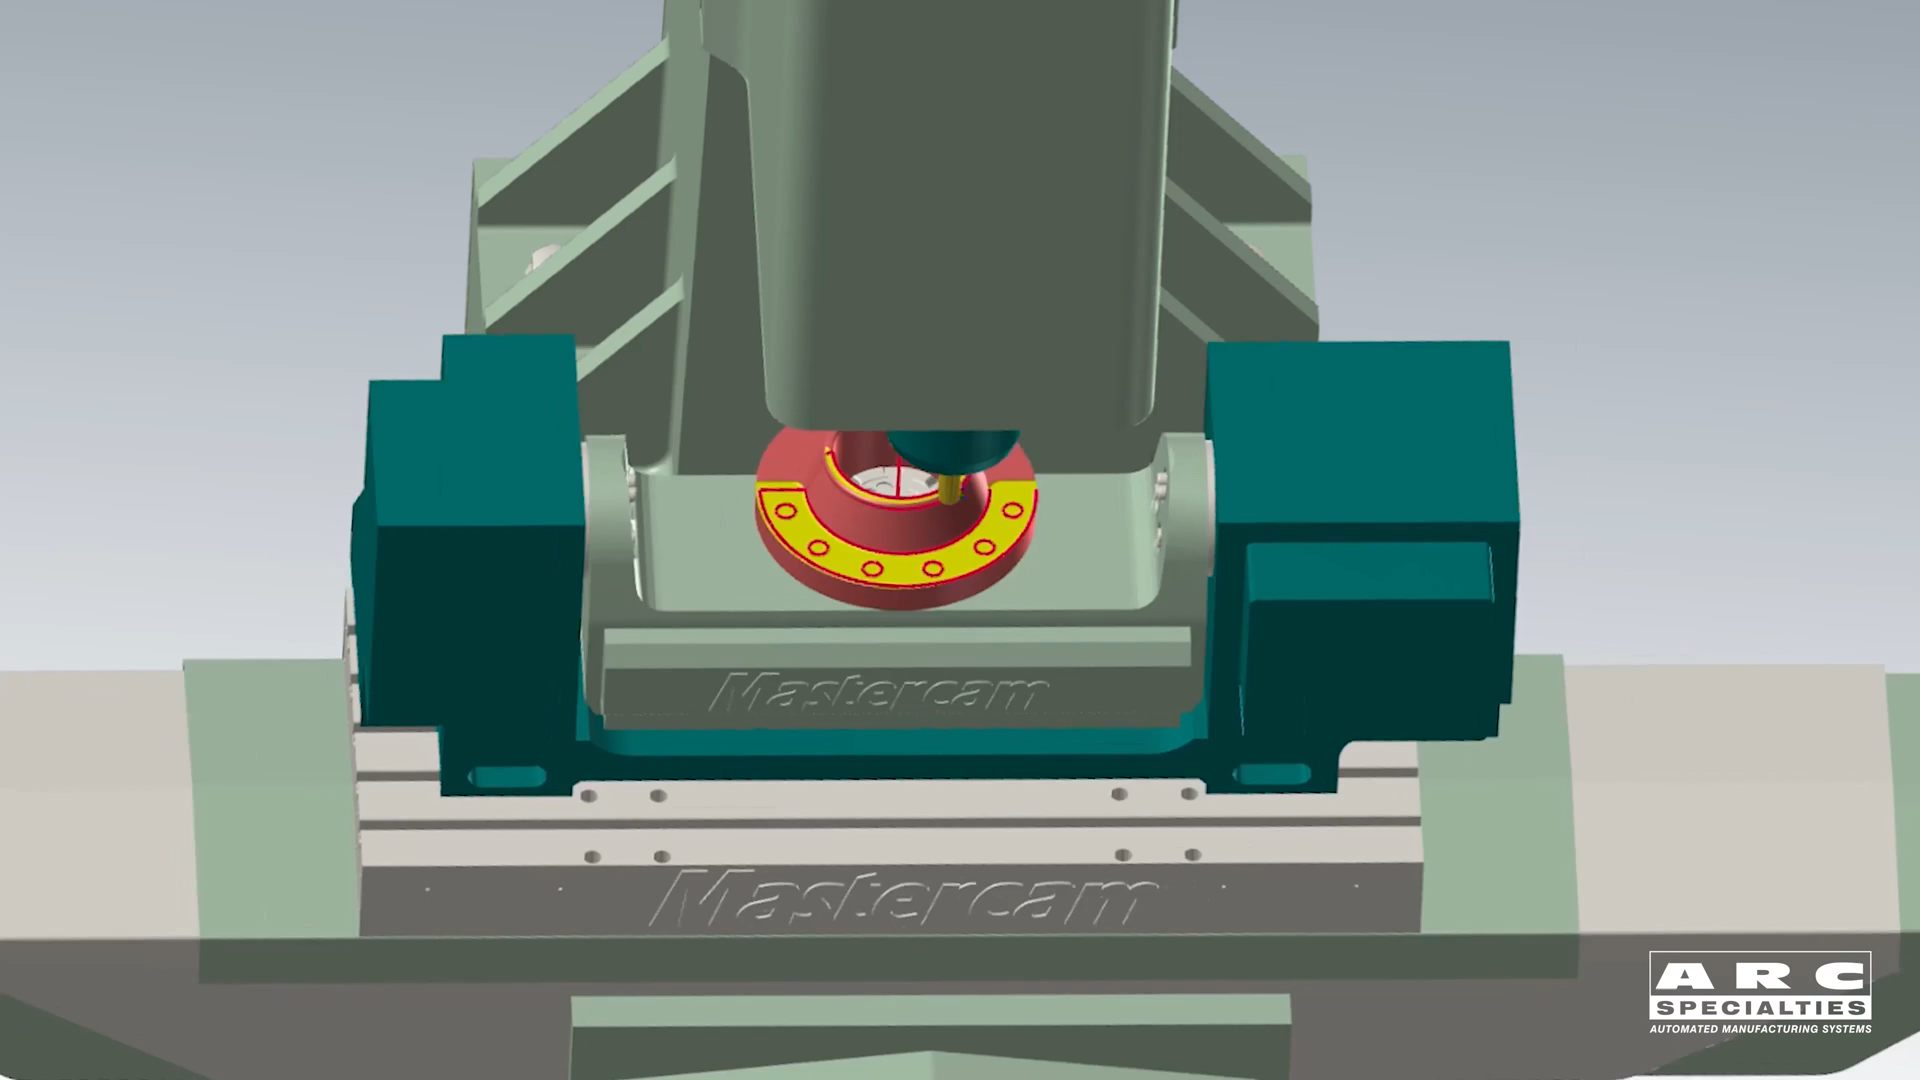 Mastercam
Mastercam
ARC
SPECIALTIES
AUTOMATED MANUFACTURING SYSTEMS